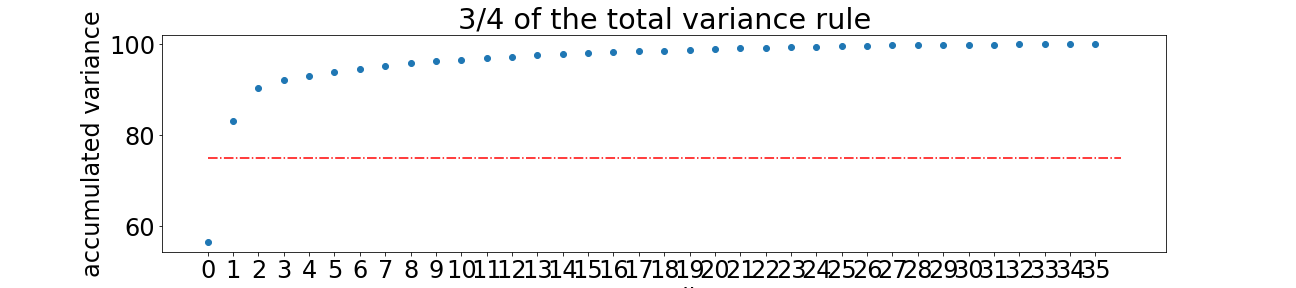 3/4 of the total variance rule
accumulated variance
100
80
60
0 1 2 3 4 5 6 7 8 9 10 11 12 13 14 15 16 17 18 19 20 21 22 23 24 25 26 27 28 29 30 31 32 33 34 35